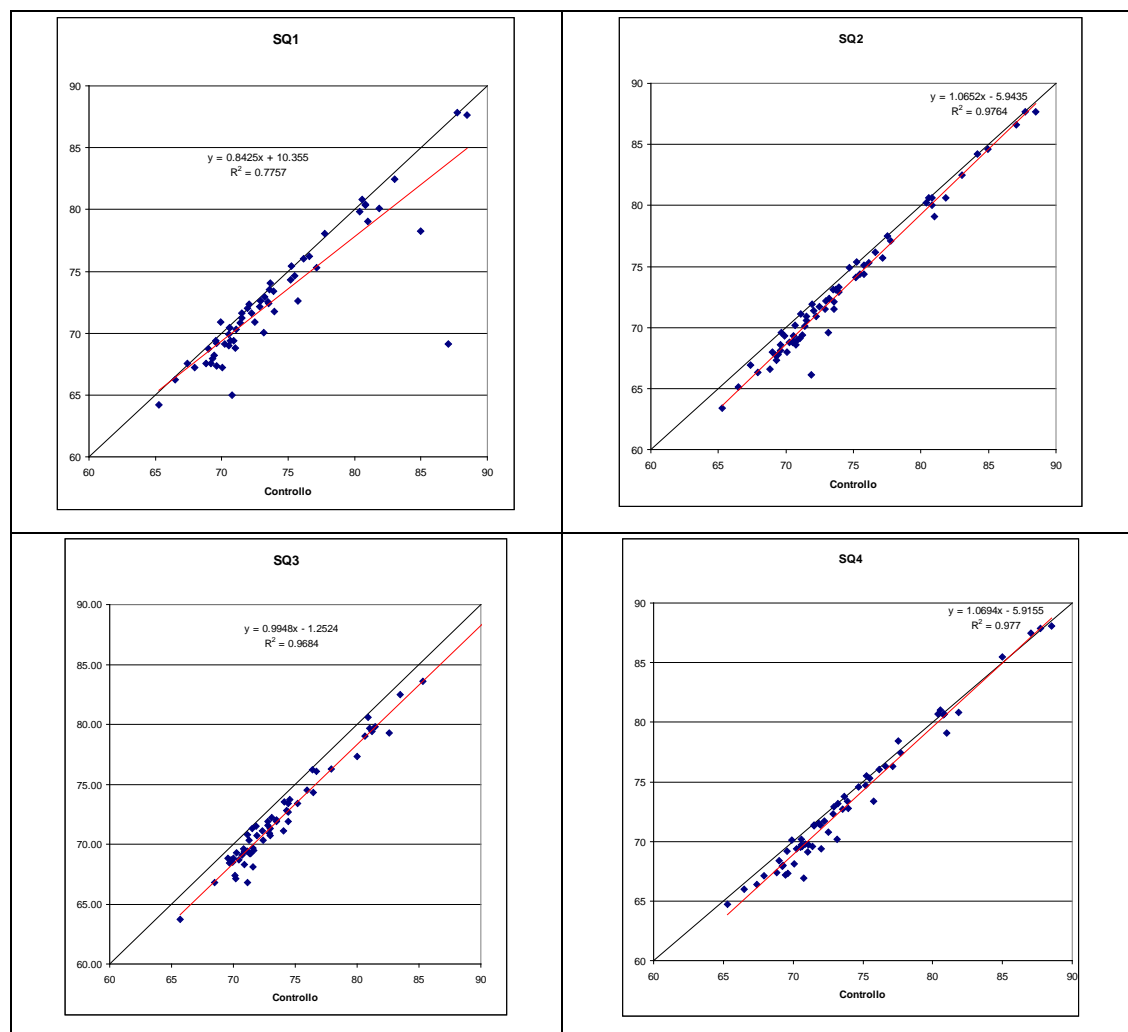 SQ1
90
85
80
75
70
65
60
y = 0.8425x + 10.355
R² = 0.7757
60 65 70 75 80 85 90
Controllo
SQ2
90
85
80
75
70
65
60
y = 1.0652x - 5.9435
R² = 0.9764
60 65 70 75 80 85 90
Controllo
SQ3
90.00
85.00
80.00
75.00
70.00
65.00
60.00
y = 0.9948x - 1.2524
R² = 0.9684
60 65 70 75 80 85 90
Controllo
SQ4
90
85
80
75
70
65
60
y = 1.0694x - 5.9155
R² = 0.977
60 65 70 75 80 85 90
Controllo